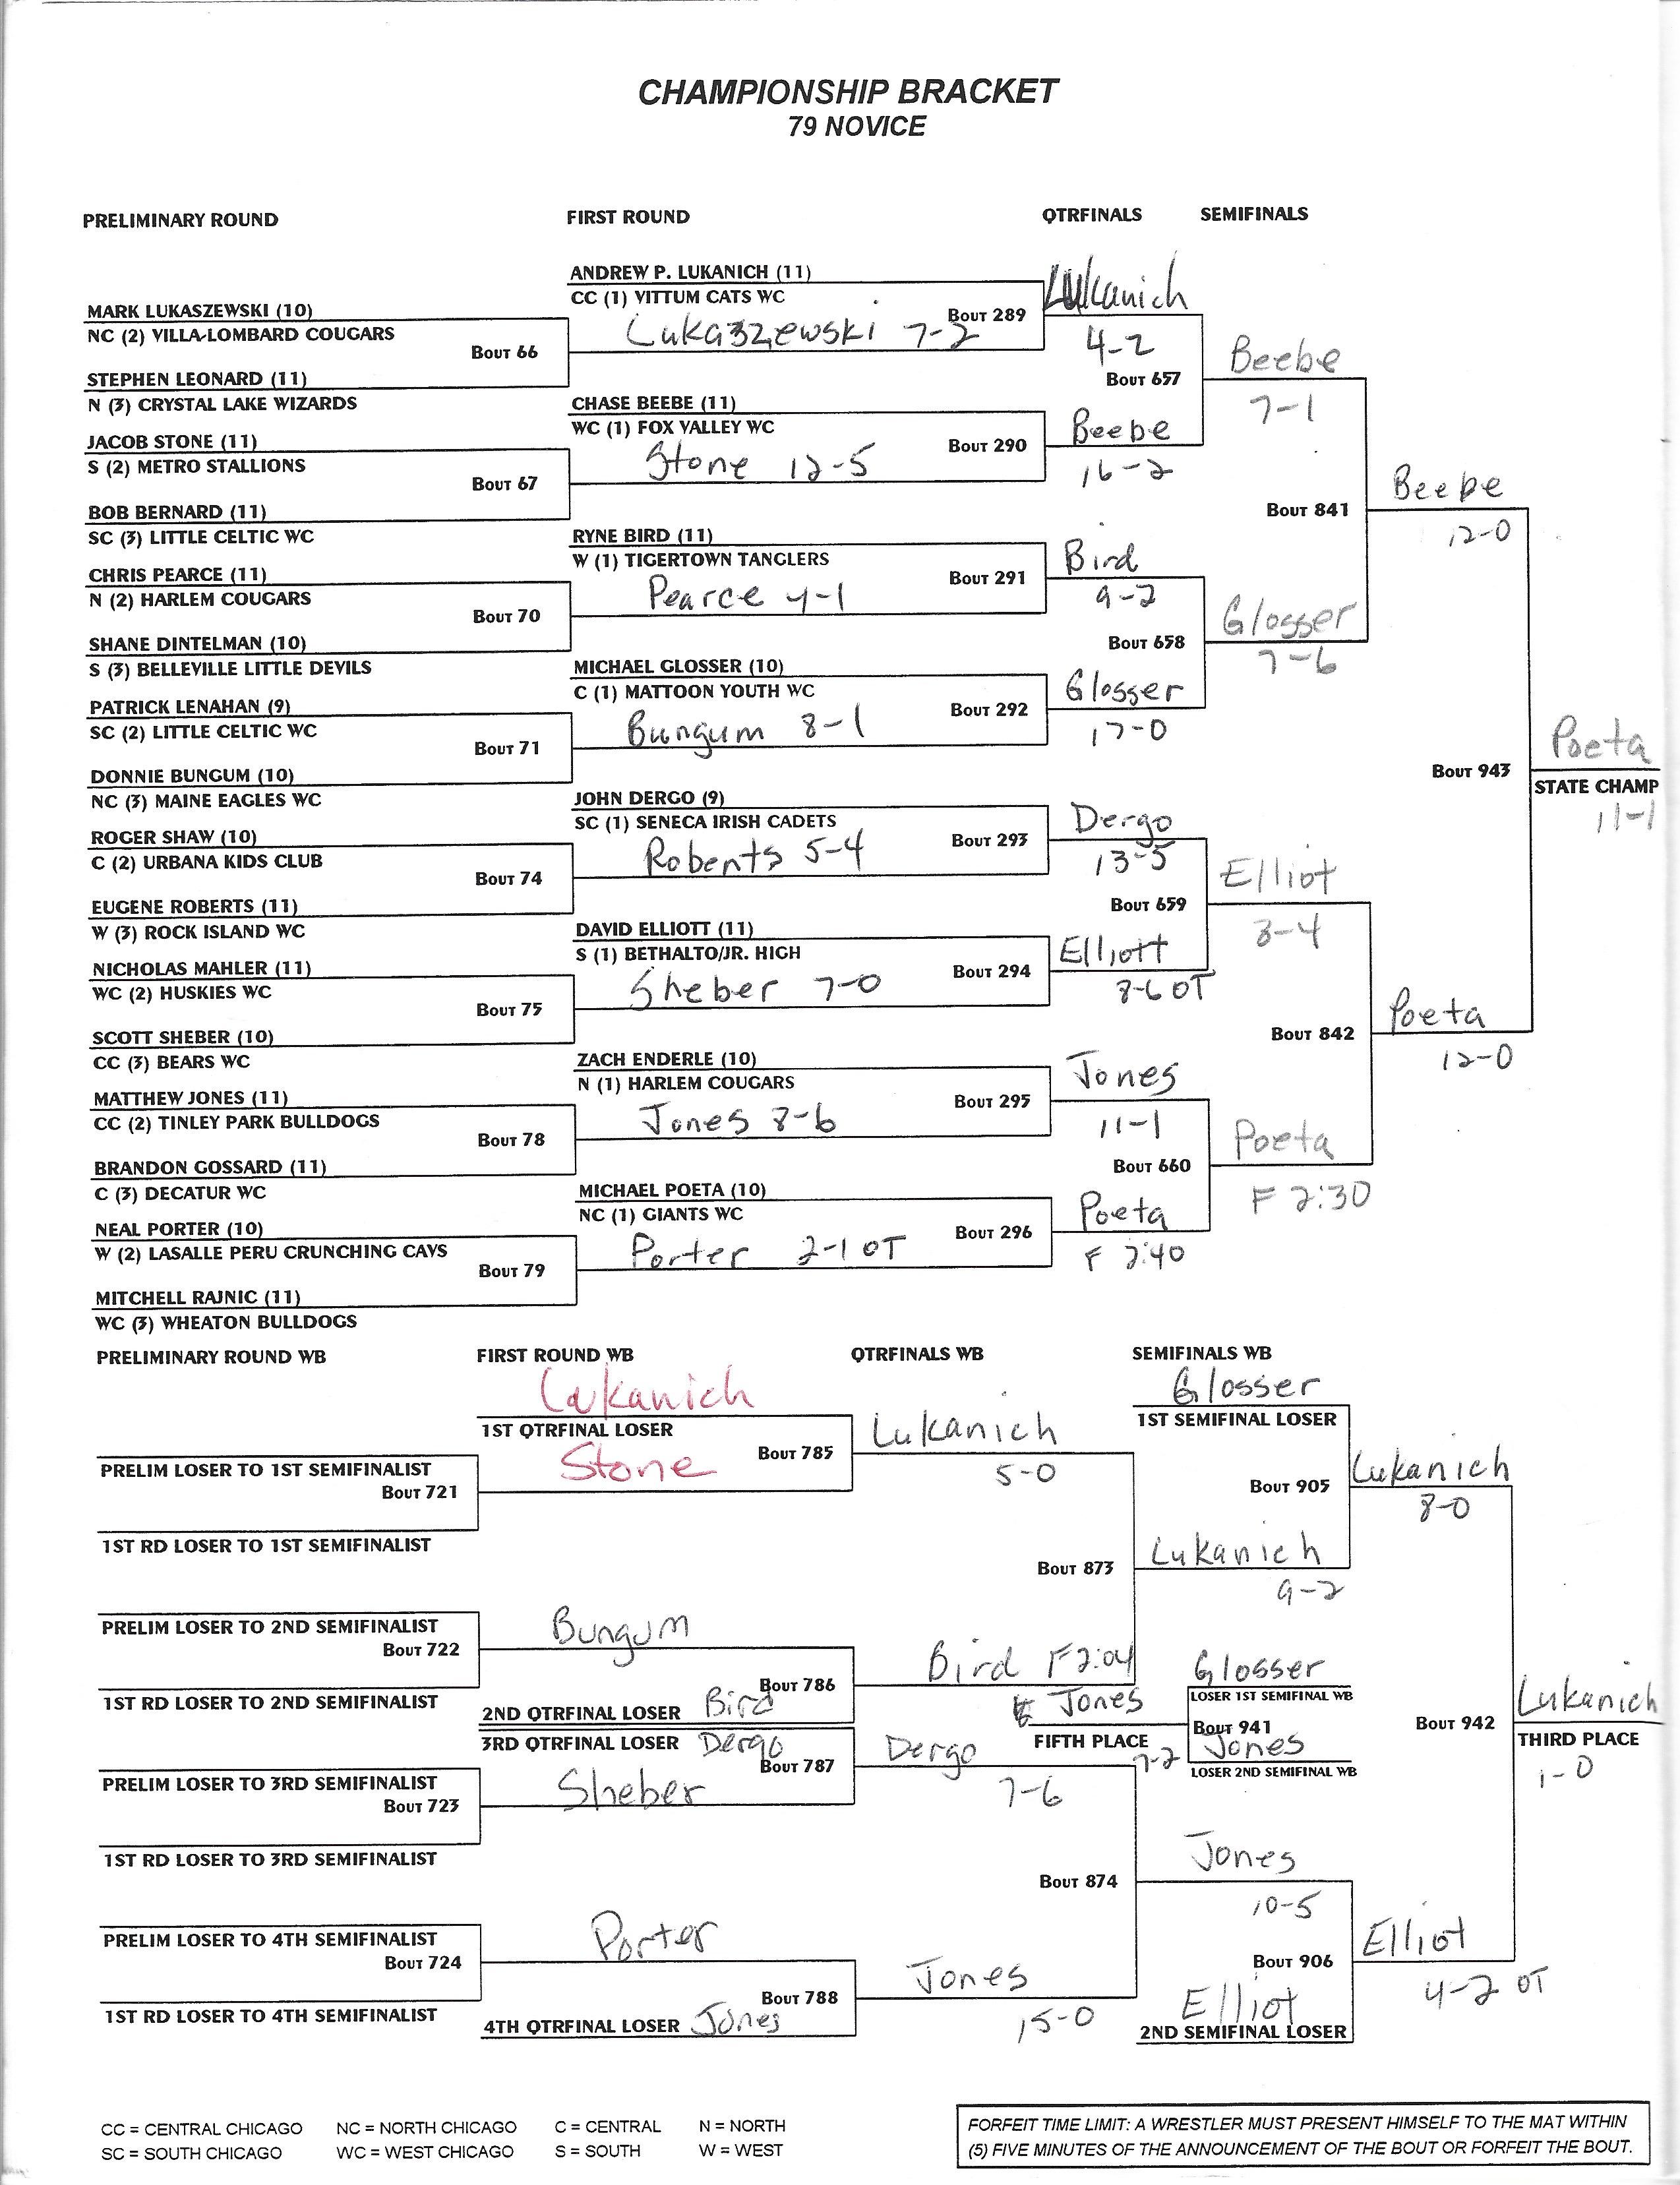 CHAMPIONSHIP BRACKET
79 NOVICE
PRELIMINARY ROUND
FIRST ROUND
QTRFINALS
SEMIFINALS
MARK LUKASZEWSKI (10)
NC (2) VILLA-LOMBARD COUGARS
BOUT 66
STEPHEN LEONARD (11)
N (3) CRYSTAL LAKE WIZARDS
JACOB STONE (11)
S (2) METRO STALLIONS
BOUT 67
BOB BERNARD (11)
SC (3) LITTLE CELTIC WC
CHRIS PEARCE (11)
N (2) HARLEM COUGARS
BOUT 70
SHANE DINTELMAN (10)
S (3) BELLEVILLE LITTLE DEVILS
PATRICK LENAHAN (9)
SC (2) LITTLE CELTIC WC
BOUT 71
DONNIE BUNGUM (10)
NC (3) MAINE EAGLES WC
ROGER SHAW (10)
C (2) URBANA KIDS CLUB
BOUT 74
EUGENE ROBERTS (11)
W (3) ROCK ISLAND WC
NICHOLAS MAHLER (11)
WC (2) HUSKIES WC
BOUT 75
SCOTT SHEBER (10)
CC (3) BEARS WC
MATTHEW JONES (11)
CC (2) TINLEY PARK BULLDOGS
BOUT 78
BRANDON GOSSARD (11)
C (3) DECATUR WC
NEAL PORTER (10)
W (2) LASALLE PERU CRUNCHING CAVS
BOUT 79
MITCHELL RAJNIC (11)
WC (3) WHEATON BULLDOGS
ANDREW P. LUKANICH (11)
CC (1) VITTUM CATS WC
BOUT 289
Lukaszewski 7-2
CHASE BEEBE (11)
WC (1) FOX VALLEY WC
BOUT 290
Stone 12-5
RYNE BIRD (11)
W (1) TIGERTOWN TANGLERS
BOUT 291
Pearce 4-1
MICHAEL GLOSSER (10)
C (1) MATTOON YOUTH WC
BOUT 292
Bungum 8-1
JOHN DERGO (9)
SC (1) SENECA IRISH CADETS
BOUT 293
Roberts 5-4
DAVID ELLIOTT (11)
S (1) BETHALTO/JR. HIGH
BOUT 294
Sheber 7-0
ZACH ENDERLE (10)
N (1) HARLEM COUGARS
BOUT 295
Jones 8-6
MICHAEL POETA (10)
NC (1) GIANTS WC
BOUT 296
Porter 2-1 OT
Lukanich
4-2
BOUT 657
Beebe
16-2
Bird
9-2
BOUT 658
Glosser
17-0
Dergo
13-5
BOUT 659
Elliott
8-6 OT
Jones
11-1
BOUT 660
Poeta
F 2:40
Beebe
7-1
BOUT 841
Glosser
7-6
Elliot
8-4
BOUT 842
Poeta
F 2:30
Beebe
12-0
BOUT 943
Poeta
12-0
Poeta
STATE CHAMP
11-1
PRELIMINARY ROUND WB
FIRST ROUND WB
QTRFINALS WB
SEMIFINALS WB
PRELIM LOSER TO 1ST SEMIFINALIST
BOUT 721
1ST RD LOSER TO 1ST SEMIFINALIST
PRELIM LOSER TO 2ND SEMIFINALIST
BOUT 722
1ST RD LOSER TO 2ND SEMIFINALIST
PRELIM LOSER TO 3RD SEMIFINALIST
BOUT 723
1ST RD LOSER TO 3RD SEMIFINALIST
PRELIM LOSER TO 4TH SEMIFINALIST
BOUT 724
1ST RD LOSER TO 4TH SEMIFINALIST
Lukanich
1ST QTRFINAL LOSER
BOUT 785
Stone
Bungum
BOUT 786
2ND QTRFINAL LOSER Bird
3RD QTRFINAL LOSER Dergo
BOUT 787
Sheber
Porter
BOUT 788
4TH QTRFINAL LOSER Jones
Lukanich
5-0
BOUT 873
Bird F 2:04
Jones
FIFTH PLACE
7-2
Dergo
7-6
BOUT 874
Jones
15-0
Glosser
1ST SEMIFINAL LOSER
BOUT 905
Lukanich
9-2
Glosser
LOSER 1ST SEMIFINAL WB
BOUT 941
Jones
LOSER 2ND SEMIFINAL WB
Jones
10-5
BOUT 906
Elliot
2ND SEMIFINAL LOSER
Lukanich
8-0
BOUT 942
Elliot
4-2 OT
Lukanich
THIRD PLACE
1-0
CC = CENTRAL CHICAGO NC = NORTH CHICAGO C = CENTRAL N = NORTH
SC = SOUTH CHICAGO WC = WEST CHICAGO S = SOUTH W = WEST
FORFEIT TIME LIMIT: A WRESTLER MUST PRESENT HIMSELF TO THE MAT WITHIN
(5) FIVE MINUTES OF THE ANNOUNCEMENT OF THE BOUT OR FORFEIT THE BOUT.